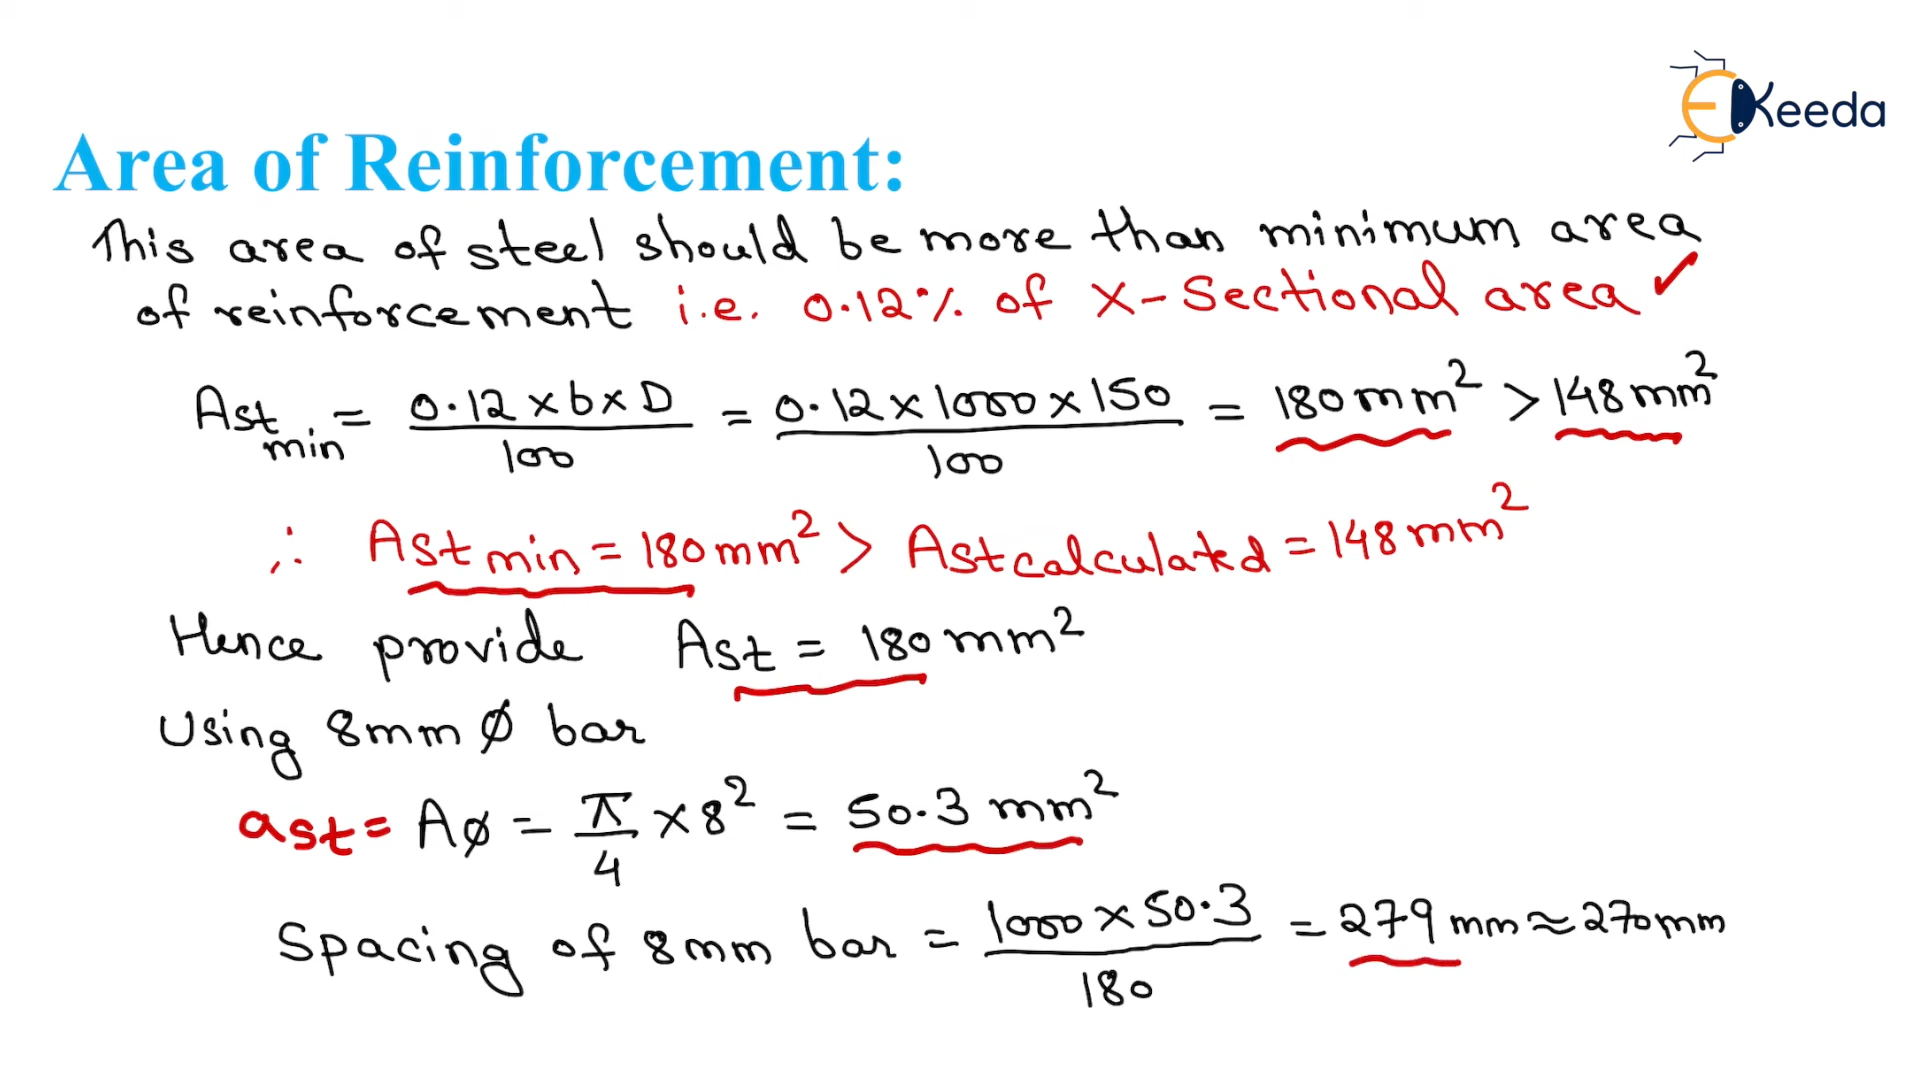 EKeeda
Area of Reinforcement:
This area of steel should be more than minimum area
of reinforcement i.e. 0.12% of X-Sectional area ✓
Ast min = 0.12 x b x D / 100 = 0.12 x 1000 x 150 / 100 = 180 mm² > 148 mm²
∴ Ast min = 180 mm² > Ast calculated = 148 mm²
Hence provide Ast = 180 mm²
Using 8mm ø bar
ast = Aø = π/4 x 8² = 50.3 mm²
Spacing of 8mm bar = 1000 x 50.3 / 180 = 279 mm ≈ 270 mm